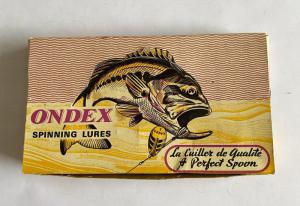 ONDEX
SPINNING LURES
La Cuiller de Qualité
A Perfect Spoon